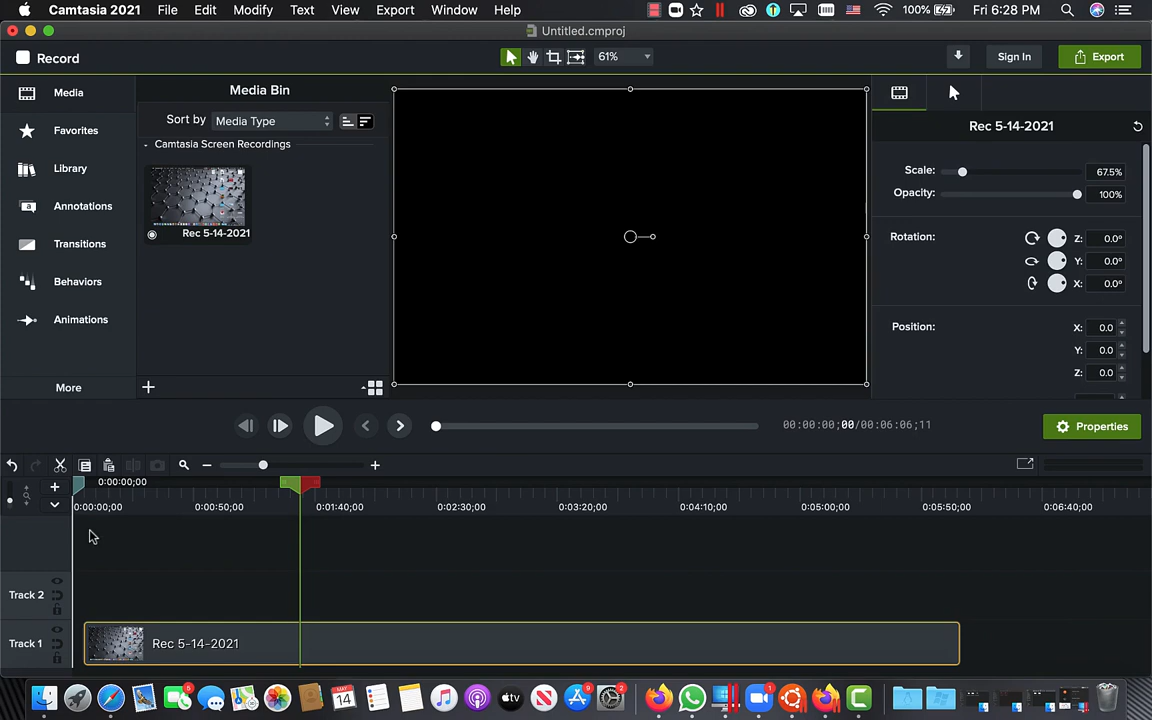 Camtasia 2021 File Edit Modify Text View Export Window Help 100% Fri 6:28 PM
Untitled.cmproj
Record 61% Sign In Export
Media
Favorites
Library
Annotations
Transitions
Behaviors
Animations
More
Media Bin
Sort by Media Type
Camtasia Screen Recordings
Rec 5-14-2021
Rec 5-14-2021
Scale: 67.5%
Opacity: 100%
Rotation: Z: 0.0°
Y: 0.0°
X: 0.0°
Position: X: 0.0
Y: 0.0
Z: 0.0
00:00:00;00/00:06:06;11
Properties
0:00:00;00
0:00:00;00 0:00:50;00 0:01:40;00 0:02:30;00 0:03:20;00 0:04:10;00 0:05:00;00 0:05:50;00 0:06:40;00
Track 2
Track 1 Rec 5-14-2021